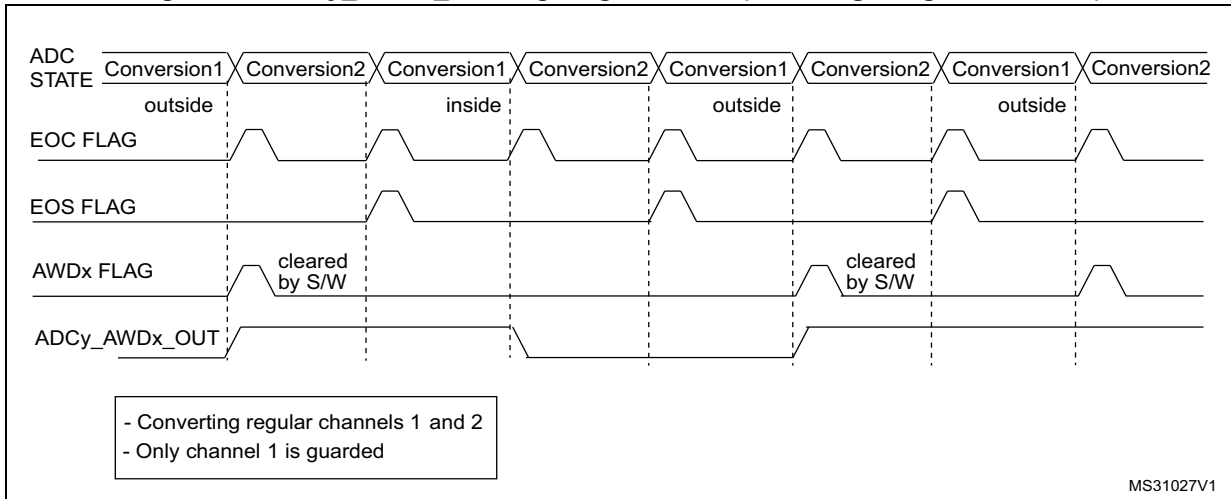 ADC
STATE
Conversion1 Conversion2 Conversion1 Conversion2 Conversion1 Conversion2 Conversion1 Conversion2
outside inside outside outside
EOC FLAG
EOS FLAG
AWDx FLAG
cleared
by S/W
cleared
by S/W
ADCy_AWDx_OUT
- Converting regular channels 1 and 2
- Only channel 1 is guarded
MS31027V1